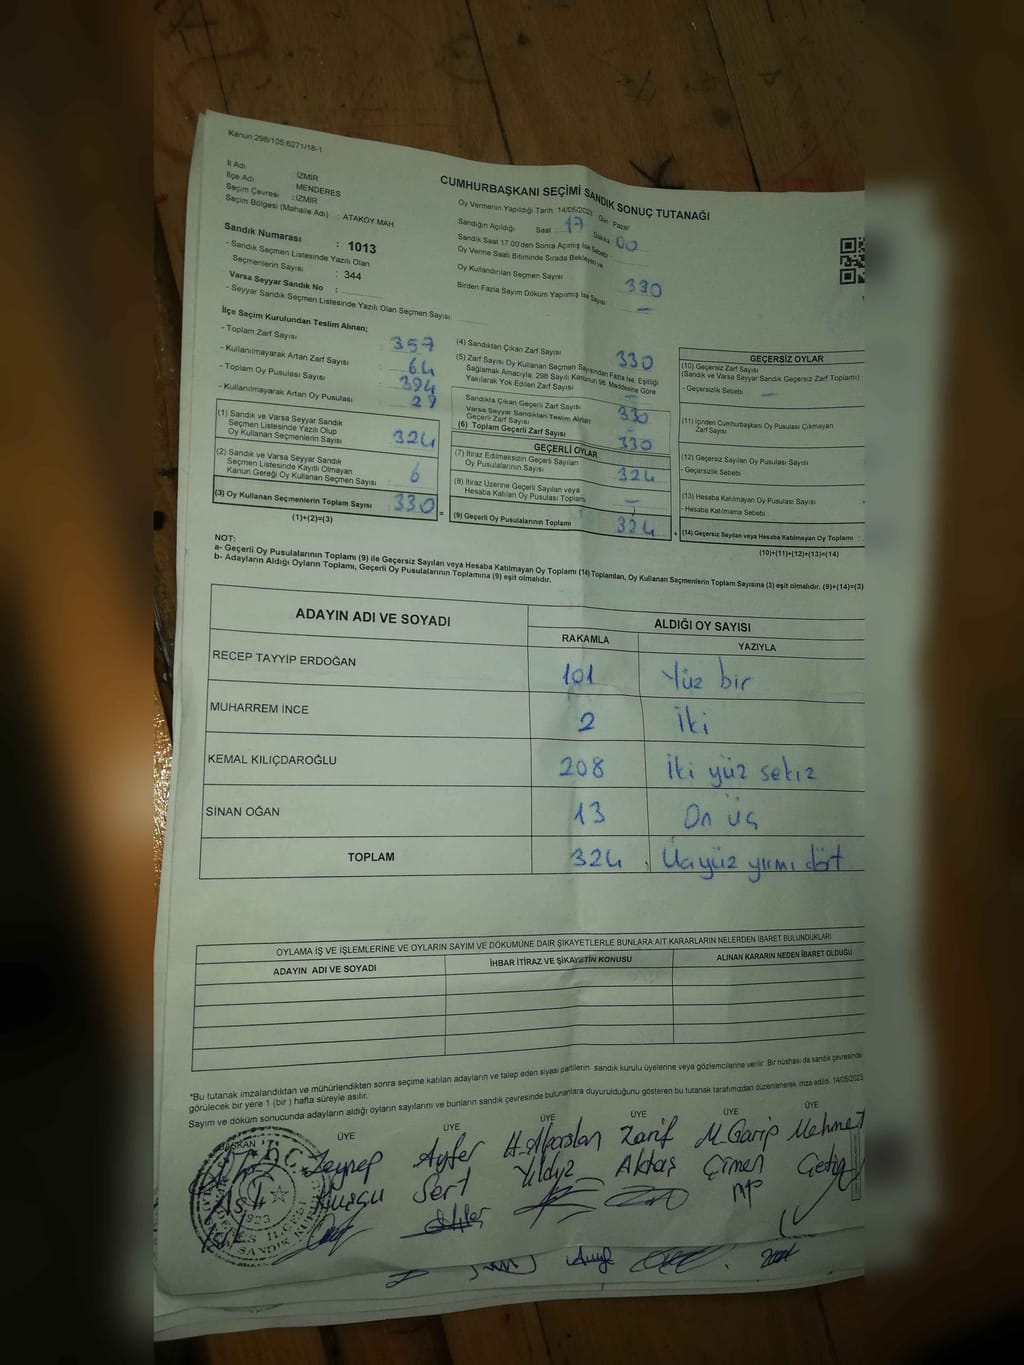 Kanun:298/105;6271/18-1
İl Adı : İZMİR
İlçe Adı : MENDERES
Seçim Çevresi : İZMİR
Seçim Bölgesi (Mahalle Adı) : ATAKÖY MAH
Sandık Numarası : 1013
- Sandık Seçmen Listesinde Yazılı Olan
Seçmenlerin Sayısı : 344
Varsa Seyyar Sandık No :
- Seyyar Sandık Seçmen Listesinde Yazılı Olan Seçmen Sayısı:
CUMHURBAŞKANI SEÇİMİ SANDIK SONUÇ TUTANAĞI
Oy Vermenin Yapıldığı Tarih 14/05/2023 Gün : Pazar
Sandığın Açıldığı Saat 17 Dakika 00
Sandık Saat 17:00'den Sonra Açılmış İse Sebebi
Oy Verme Saati Bitiminde Sırada Bekleyen ve
Oy Kullandırılan Seçmen Sayısı 330
Birden Fazla Sayım Döküm Yapılmış İse Sayısı —
İlçe Seçim Kurulundan Teslim Alınan;
- Toplam Zarf Sayısı : 357
- Kullanılmayarak Artan Zarf Sayısı : 64
- Toplam Oy Pusulası Sayısı : 394
- Kullanılmayarak Artan Oy Pusulası : 29
(1) Sandık ve Varsa Seyyar Sandık
Seçmen Listesinde Yazılı Olup
Oy Kullanan Seçmenlerin Sayısı : 324
(2) Sandık ve Varsa Seyyar Sandık
Seçmen Listesinde Kayıtlı Olmayan
Kanun Gereği Oy Kullanan Seçmen Sayısı : 6
(3) Oy Kullanan Seçmenlerin Toplam Sayısı : 330
(1)+(2)=(3)
(4) Sandıktan Çıkan Zarf Sayısı 330
(5) Zarf Sayısı Oy Kullanan Seçmen Sayısından Fazla İse, Eşitliği
Sağlamak Amacıyla, 298 Sayılı Kanunun 98. Maddesine Göre
Yakılarak Yok Edilen Zarf Sayısı —
Sandıkta Çıkan Geçerli Zarf Sayısı 330
Varsa Seyyar Sandıktan Teslim Alınan
Geçerli Zarf Sayısı —
(6) Toplam Geçerli Zarf Sayısı 330
GEÇERLİ OYLAR
(7) İtiraz Edilmeksizin Geçerli Sayılan
Oy Pusulalarının Sayısı 324
(8) İtiraz Üzerine Geçerli Sayılan veya
Hesaba Katılan Oy Pusulası Toplamı —
= (9) Geçerli Oy Pusulalarının Toplamı 324 +
GEÇERSİZ OYLAR
(10) Geçersiz Zarf Sayısı
(Sandık ve Varsa Seyyar Sandık Geçersiz Zarf Toplamı) :
- Geçersizlik Sebebi : —
(11) İçinden Cumhurbaşkanı Oy Pusulası Çıkmayan
Zarf Sayısı
(12) Geçersiz Sayılan Oy Pusulası Sayısı
- Geçersizlik Sebebi
(13) Hesaba Katılmayan Oy Pusulası Sayısı
- Hesaba Katılmama Sebebi :
(14) Geçersiz Sayılan veya Hesaba Katılmayan Oy Toplamı :
(10)+(11)+(12)+(13)=(14)
NOT:
a- Geçerli Oy Pusulalarının Toplamı (9) ile Geçersiz Sayılan veya Hesaba Katılmayan Oy Toplamı (14) Toplamları, Oy Kullanan Seçmenlerin Toplam Sayısına (3) eşit olmalıdır. (9)+(14)=(3)
b- Adayların Aldığı Oyların Toplamı, Geçerli Oy Pusulalarının Toplamına (9) eşit olmalıdır.
ADAYIN ADI VE SOYADI ALDIĞI OY SAYISI
RAKAMLA YAZIYLA
RECEP TAYYİP ERDOĞAN 101 Yüz bir
MUHARREM İNCE 2 İki
KEMAL KILIÇDAROĞLU 208 İki yüz sekiz
SİNAN OĞAN 13 On üç
TOPLAM 324 Üçyüz yirmi dört
OYLAMA İŞ VE İŞLEMLERİNE VE OYLARIN SAYIM VE DÖKÜMÜNE DAİR ŞİKAYETLERLE BUNLARA AİT KARARLARIN NELERDEN İBARET BULUNDUKLARI
ADAYIN ADI VE SOYADI İHBAR İTİRAZ VE ŞİKAYETİN KONUSU ALINAN KARARIN NEDEN İBARET OLDUĞU
*Bu tutanak imzalandıktan ve mühürlendikten sonra seçime katılan adayların ve talep eden siyasi partilerin sandık kurulu üyelerine veya gözlemcilerine verilir. Bir nüshası da sandık çevresinde
görülecek bir yere 1 (bir ) hafta süreyle asılır.
Sayım ve döküm sonucunda adayların aldığı oyların sayılarını ve bunların sandık çevresinde bulunanlara duyurulduğunu gösteren bu tutanak tarafımızdan düzenlenerek imza edildi. 14/05/2023
ÜYE ÜYE ÜYE ÜYE ÜYE ÜYE
Zeynep Ayfer H. Alparslan Zarif M. Garip Mehmet
Kuşçu Sert Yıldız Aktaş Çimen Çetin